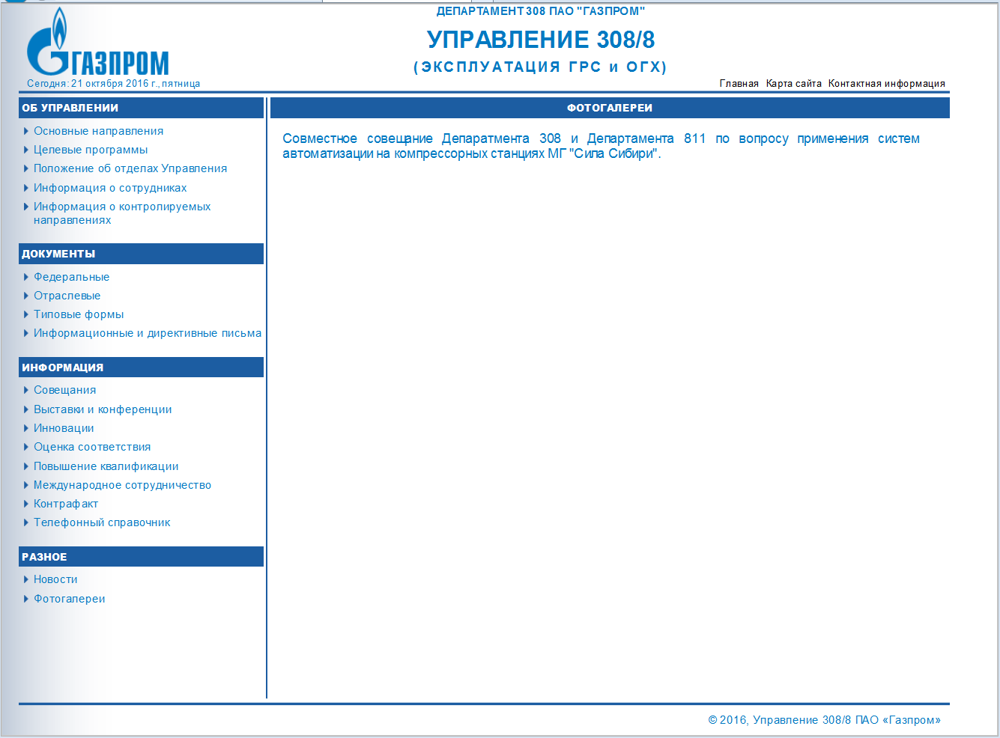 ДЕПАРТАМЕНТ 308 ПАО "ГАЗПРОМ"
УПРАВЛЕНИЕ 308/8
(ЭКСПЛУАТАЦИЯ ГРС и ОГХ)
ГАЗПРОМ
Сегодня: 21 октября 2016 г., пятница
Главная Карта сайта Контактная информация
ОБ УПРАВЛЕНИИ
Основные направления
Целевые программы
Положение об отделах Управления
Информация о сотрудниках
Информация о контролируемых
направлениях
ДОКУМЕНТЫ
Федеральные
Отраслевые
Типовые формы
Информационные и директивные письма
ИНФОРМАЦИЯ
Совещания
Выставки и конференции
Инновации
Оценка соответствия
Повышение квалификации
Международное сотрудничество
Контрафакт
Телефонный справочник
РАЗНОЕ
Новости
Фотогалереи
ФОТОГАЛЕРЕИ
Совместное совещание Депаратмента 308 и Департамента 811 по вопросу применения систем
автоматизации на компрессорных станциях МГ "Сила Сибири".
© 2016, Управление 308/8 ПАО «Газпром»